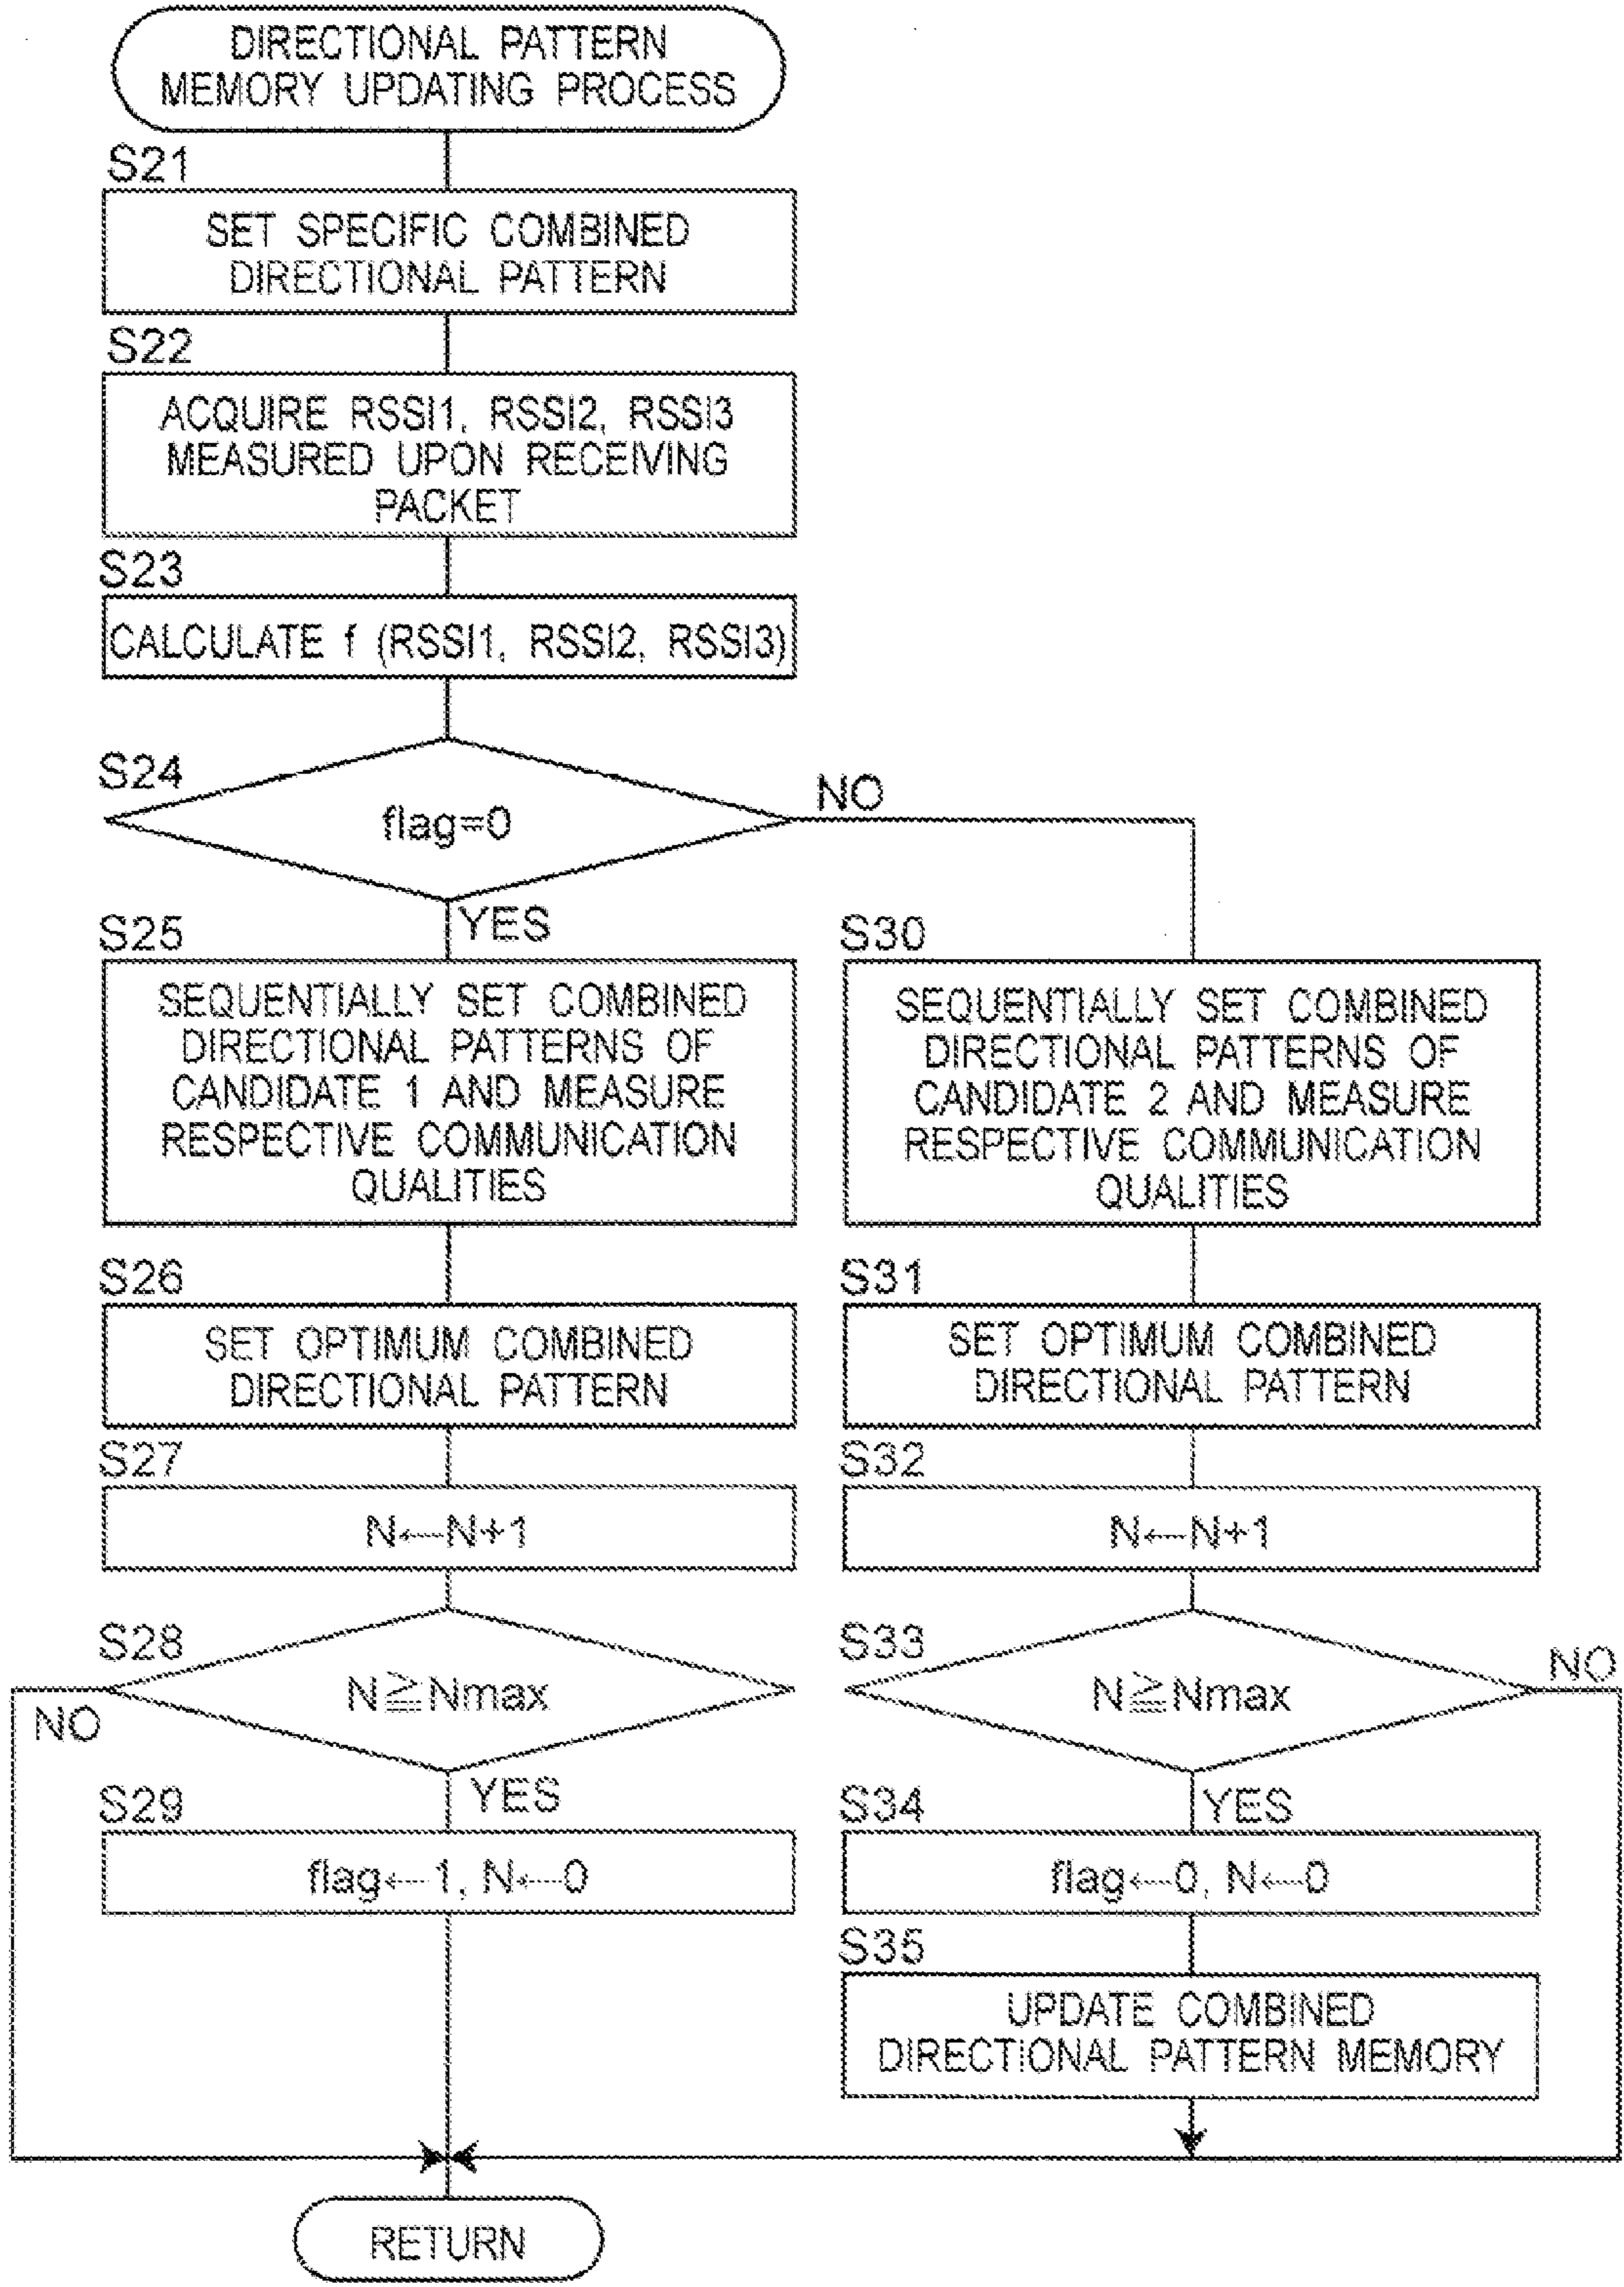 DIRECTIONAL PATTERN
MEMORY UPDATING PROCESS
S21
SET SPECIFIC COMBINED
DIRECTIONAL PATTERN
S22
ACQUIRE RSSI1, RSSI2, RSSI3
MEASURED UPON RECEIVING
PACKET
S23
CALCULATE f (RSSI1, RSSI2, RSSI3)
S24
flag=0
NO
YES
S25
SEQUENTIALLY SET COMBINED
DIRECTIONAL PATTERNS OF
CANDIDATE 1 AND MEASURE
RESPECTIVE COMMUNICATION
QUALITIES
S26
SET OPTIMUM COMBINED
DIRECTIONAL PATTERN
S27
N←N+1
S28
N≧Nmax
NO
YES
S29
flag←1, N←0
S30
SEQUENTIALLY SET COMBINED
DIRECTIONAL PATTERNS OF
CANDIDATE 2 AND MEASURE
RESPECTIVE COMMUNICATION
QUALITIES
S31
SET OPTIMUM COMBINED
DIRECTIONAL PATTERN
S32
N←N+1
S33
N≧Nmax
NO
YES
S34
flag←0, N←0
S35
UPDATE COMBINED
DIRECTIONAL PATTERN MEMORY
RETURN